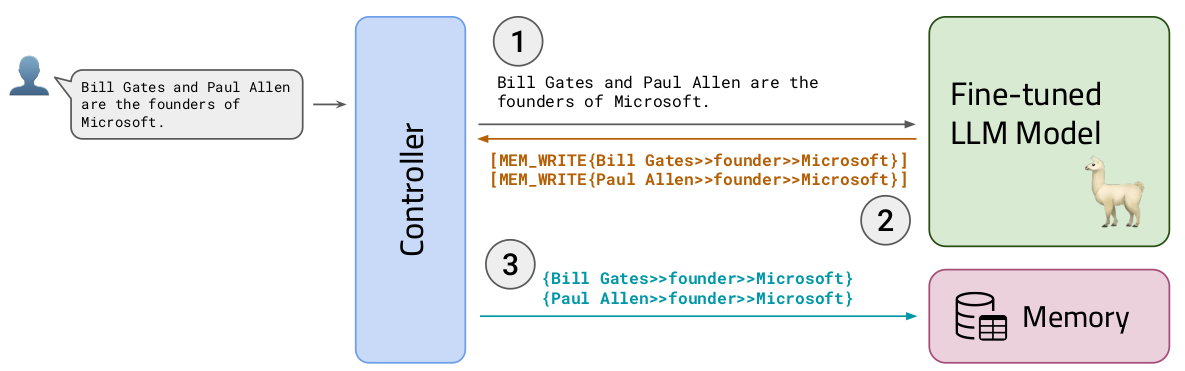 Bill Gates and Paul Allen
are the founders of
Microsoft.
Controller
1
Bill Gates and Paul Allen are the
founders of Microsoft.
[MEM_WRITE{Bill Gates>>founder>>Microsoft}]
[MEM_WRITE{Paul Allen>>founder>>Microsoft}]
2
3
{Bill Gates>>founder>>Microsoft}
{Paul Allen>>founder>>Microsoft}
Fine-tuned
LLM Model
Memory